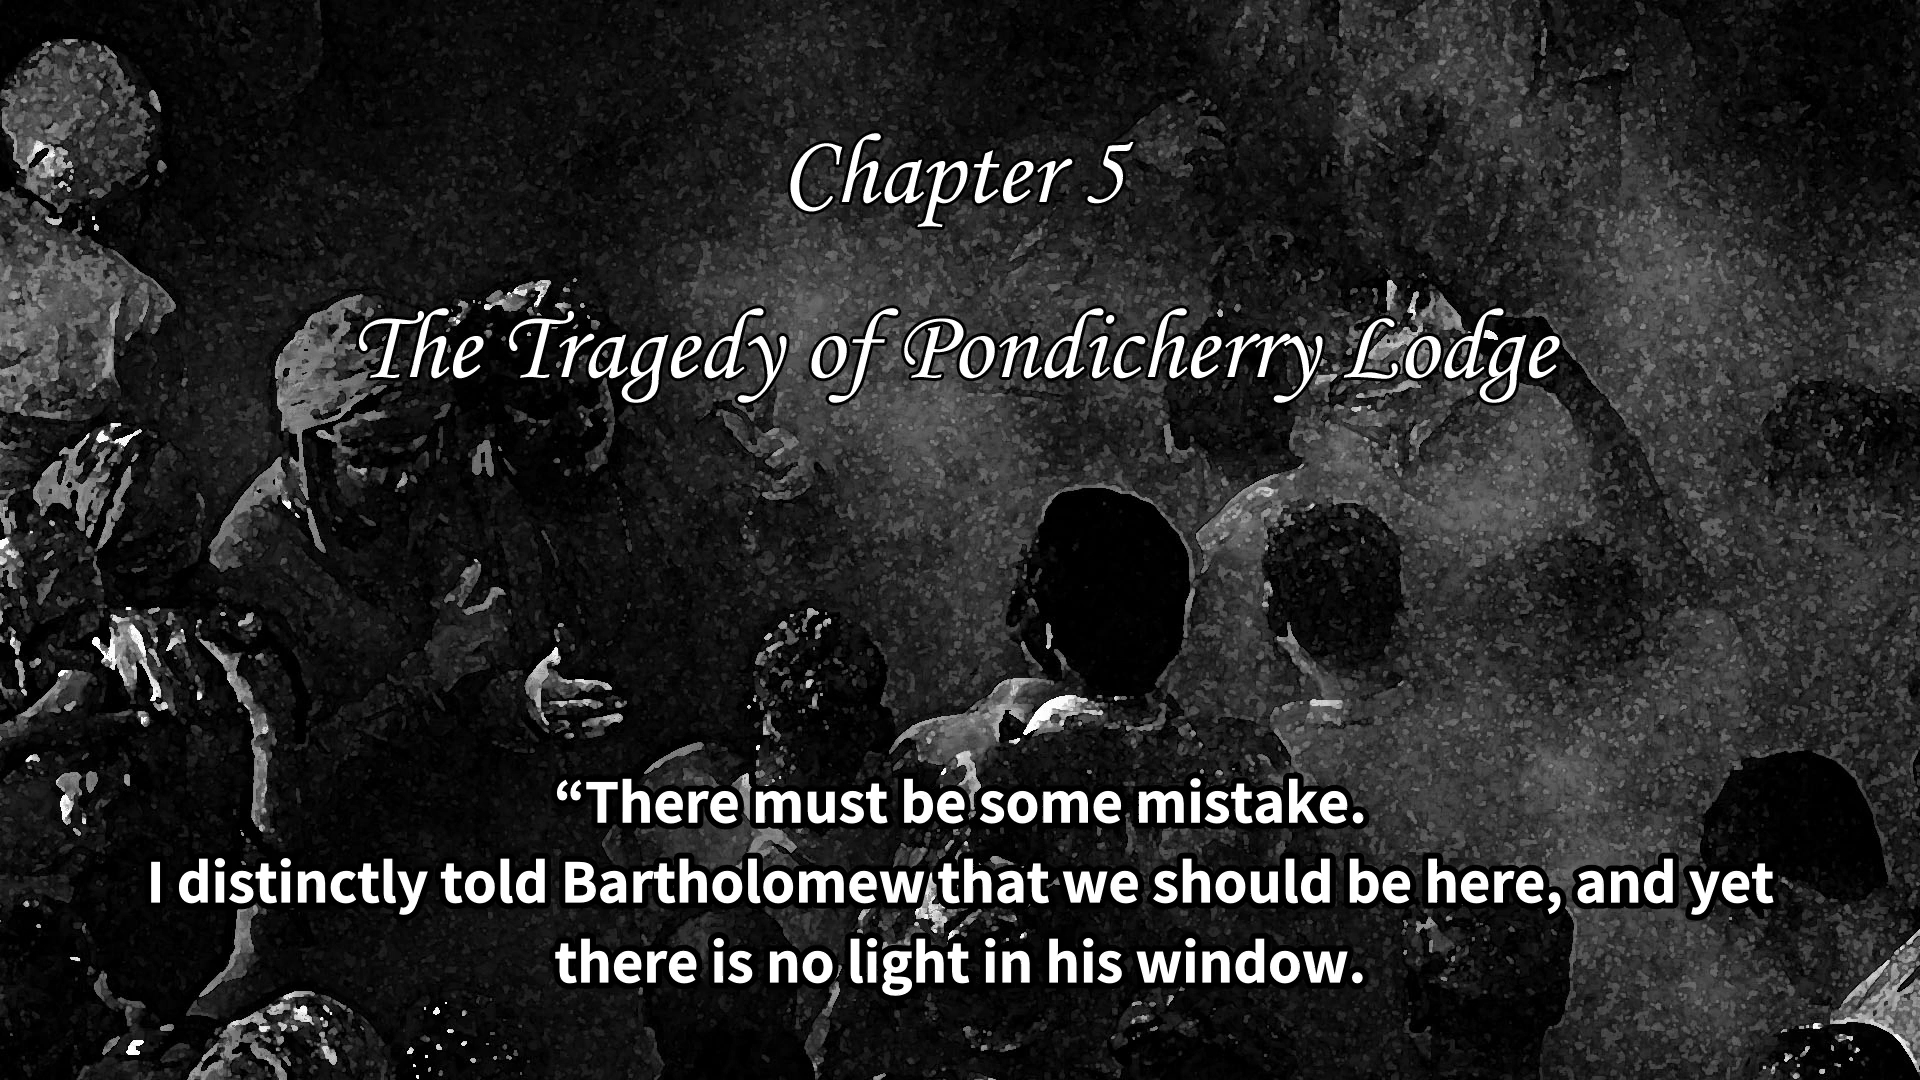 Chapter 5
The Tragedy of Pondicherry Lodge
“There must be some mistake.
I distinctly told Bartholomew that we should be here, and yet
there is no light in his window.